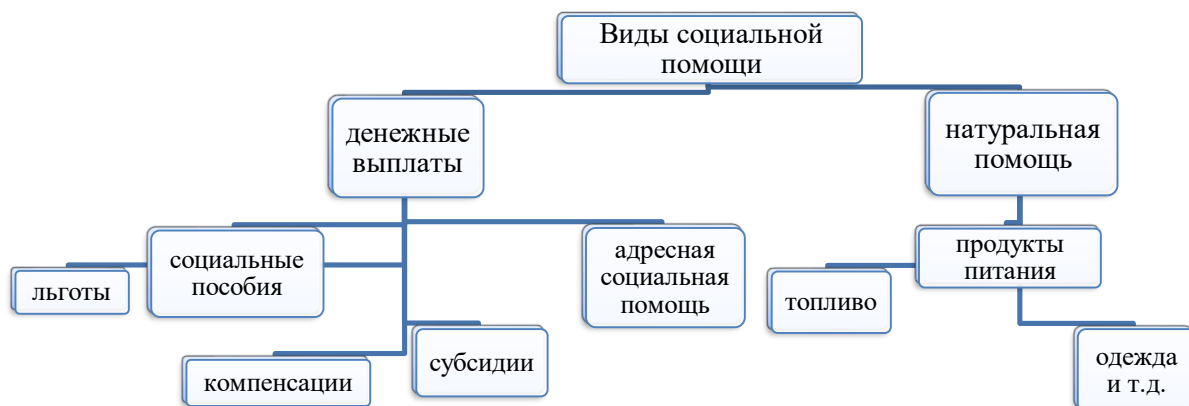 Виды социальной
помощи
денежные
выплаты
натуральная
помощь
социальные
пособия
адресная
социальная
помощь
продукты
питания
льготы
топливо
компенсации
субсидии
одежда
и т.д.